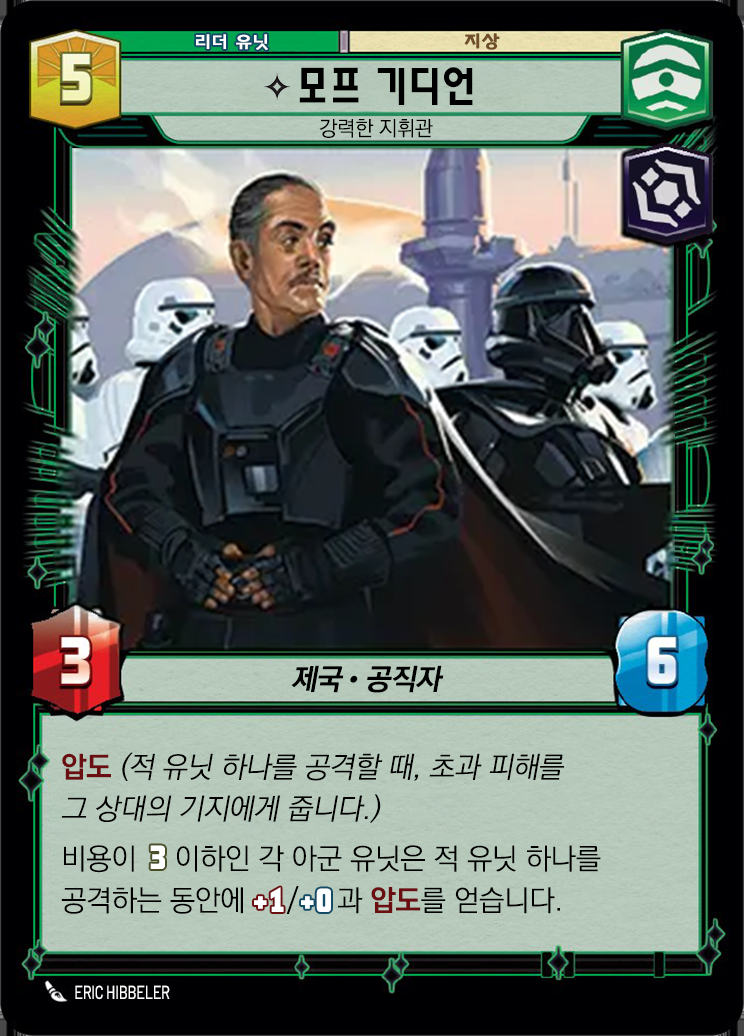 리더 유닛
지상
5
모프 기디언
강력한 지휘관
3
제국 • 공직자
6
압도 (적 유닛 하나를 공격할 때, 초과 피해를
그 상대의 기지에게 줍니다.)
비용이 3 이하인 각 아군 유닛은 적 유닛 하나를
공격하는 동안에 +1/+0과 압도를 얻습니다.
ERIC HIBBELER